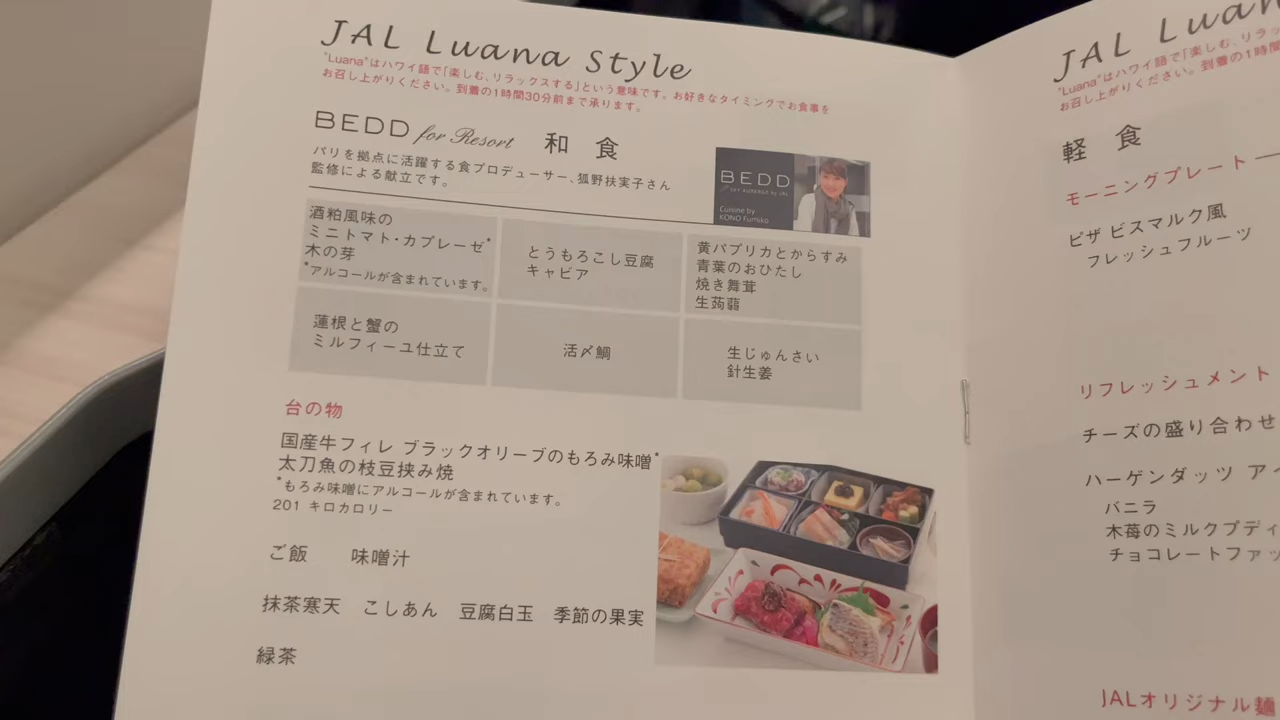 JAL Luana Style
"Luana"はハワイ語で「楽しむ、リラックスする」という意味です。お好きなタイミングでお食事を
お召し上がりください。到着の1時間30分前まで承ります。
BEDD for Resort 和食
パリを拠点に活躍する食プロデューサー、狐野扶実子さん
監修による献立です。
BEDD
SKY AUBERGE by JAL
Cuisine by
KONO Fumiko
酒粕風味の
ミニトマト・カプレーゼ*
木の芽
*アルコールが含まれています。
とうもろこし豆腐
キャビア
黄パプリカとからすみ
青菜のおひたし
焼き舞茸
生蒟蒻
蓮根と蟹の
ミルフィーユ仕立て
活〆鯛
生じゅんさい
針生姜
台の物
国産牛フィレ ブラックオリーブのもろみ味噌*
太刀魚の枝豆挟み焼
*もろみ味噌にアルコールが含まれています。
201 キロカロリー
ご飯 味噌汁
抹茶寒天 こしあん 豆腐白玉 季節の果実
緑茶
JAL Luan
"Luana"はハワイ語で「楽しむ、リラ
お召し上がりください。到着の1時間
軽食
モーニングプレート
ピザ ビスマルク風
フレッシュフルーツ
リフレッシュメント
チーズの盛り合わせ
ハーゲンダッツ アイ
バニラ
木苺のミルクプディ
チョコレートファッ
JALオリジナル麺